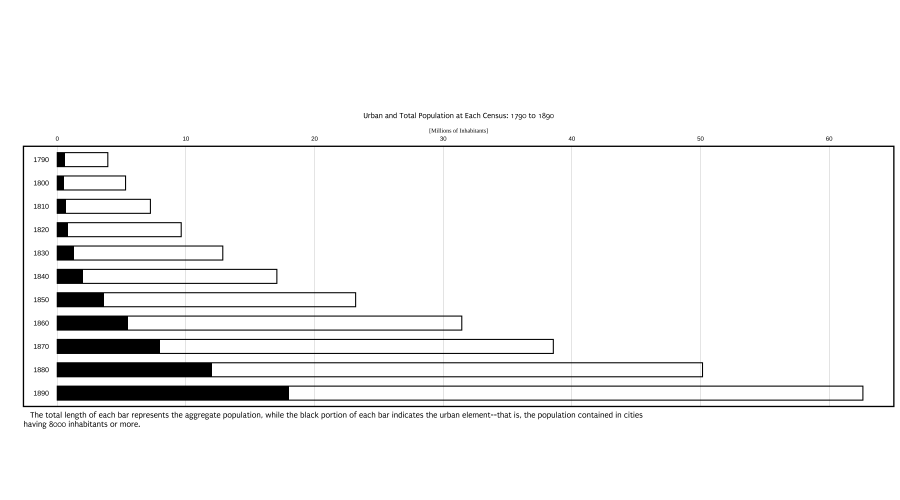 Urban and Total Population at Each Census: 1790 to 1890
[Millions of Inhabitants]
0 10 20 30 40 50 60
1790
1800
1810
1820
1830
1840
1850
1860
1870
1880
1890
The total length of each bar represents the aggregate population, while the black portion of each bar indicates the urban element--that is, the population contained in cities
having 8000 inhabitants or more.